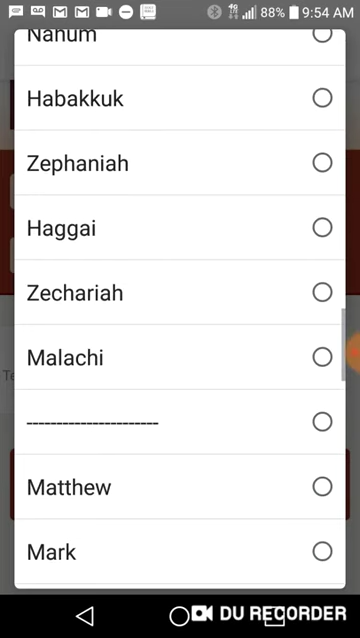 88% 9:54 AM
Nahum
Habakkuk
Zephaniah
Haggai
Zechariah
Malachi
----------------------
Matthew
Mark
DU RECORDER